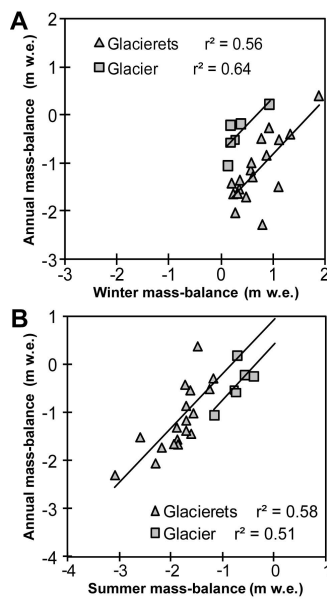 A
Glacierets r² = 0.56
Glacier r² = 0.64
Annual mass-balance (m w.e.)
2
1
0
-1
-2
-3
-3 -2 -1 0 1 2
Winter mass-balance (m w.e.)
B
Annual mass-balance (m w.e.)
1
0
-1
-2
-3
-4
Glacierets r² = 0.58
Glacier r² = 0.51
-4 -3 -2 -1 0 1
Summer mass-balance (m w.e.)